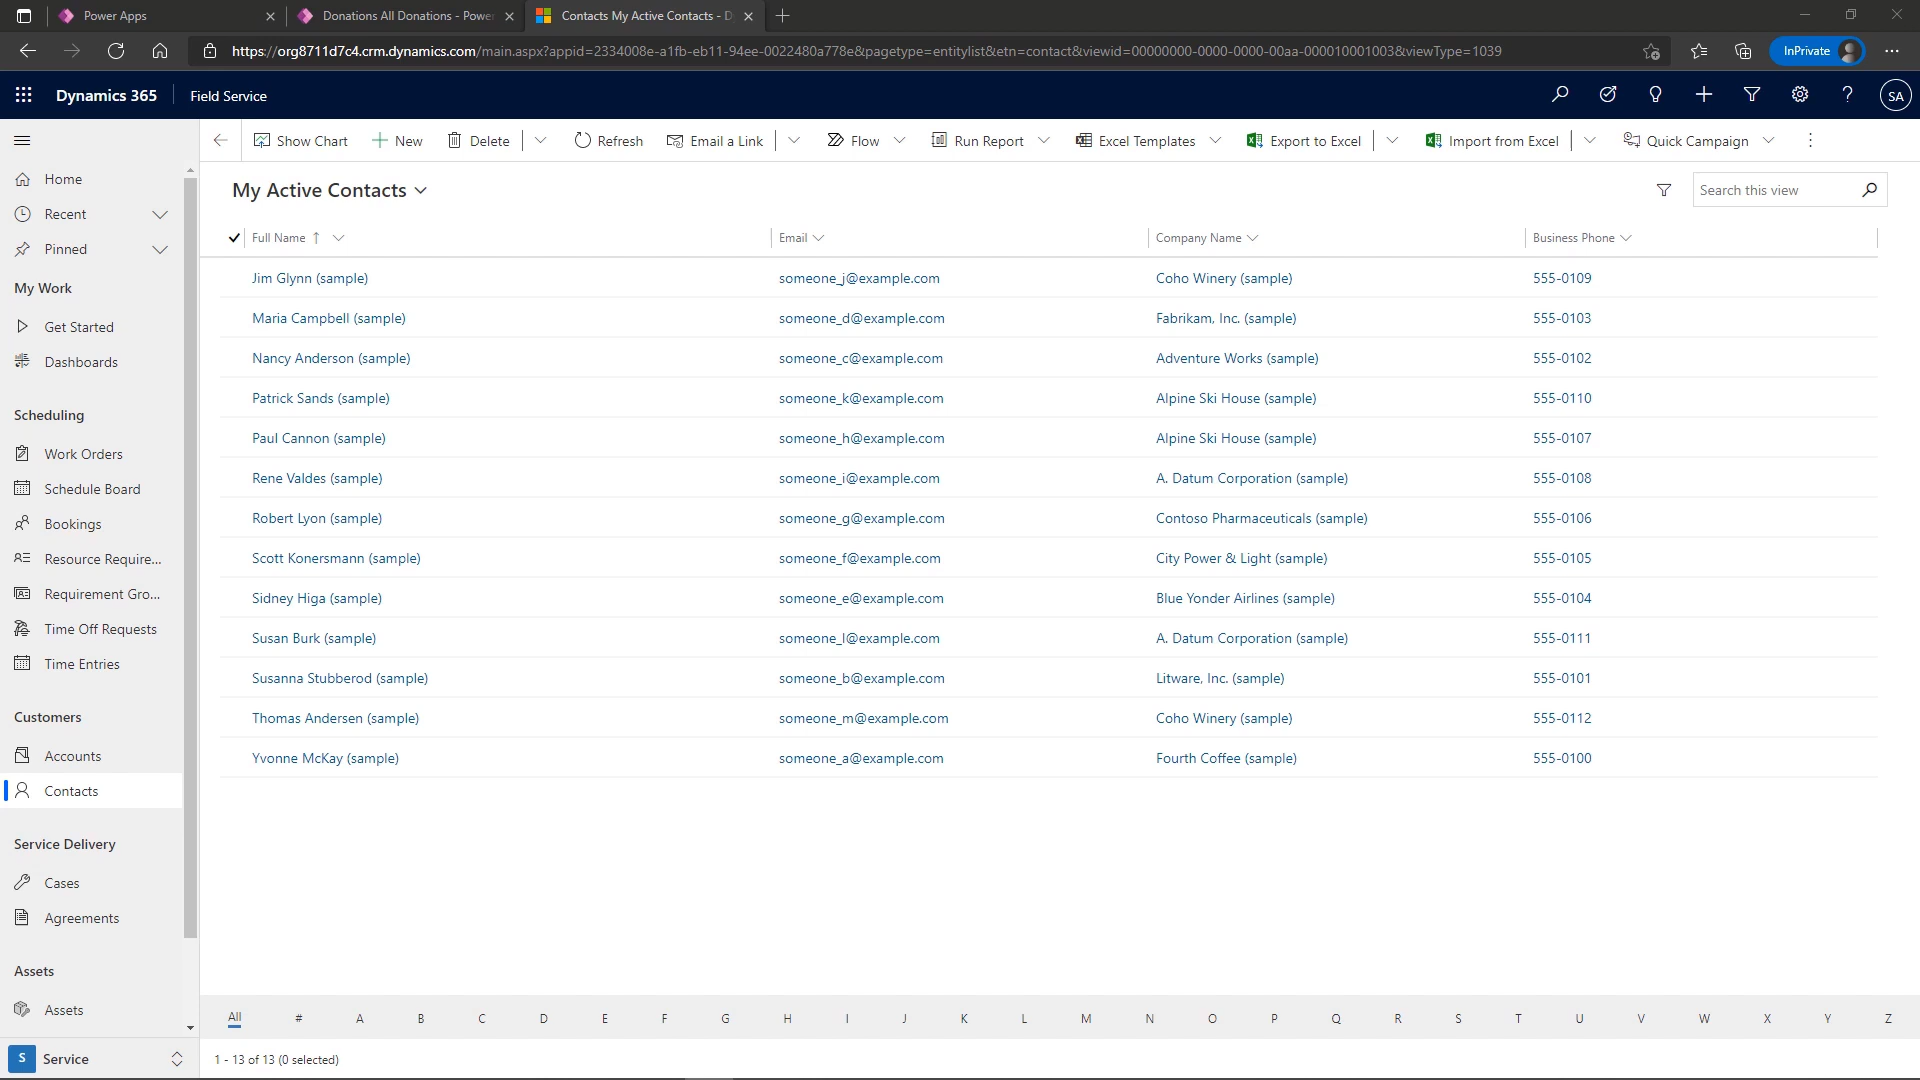 Power Apps
Donations All Donations - Power
Contacts My Active Contacts - D
https://org8711d7c4.crm.dynamics.com/main.aspx?appid=2334008e-a1fb-eb11-94ee-0022480a778e&pagetype=entitylist&etn=contact&viewid=00000000-0000-0000-00aa-000010001003&viewType=1039
InPrivate
Dynamics 365 Field Service
SA
Show Chart New Delete Refresh Email a Link Flow Run Report Excel Templates Export to Excel Import from Excel Quick Campaign
Home
Recent
Pinned
My Work
Get Started
Dashboards
Scheduling
Work Orders
Schedule Board
Bookings
Resource Require...
Requirement Gro...
Time Off Requests
Time Entries
Customers
Accounts
Contacts
Service Delivery
Cases
Agreements
Assets
Assets
S Service
My Active Contacts
Search this view
Full Name Email Company Name Business Phone
Jim Glynn (sample) someone_j@example.com Coho Winery (sample) 555-0109
Maria Campbell (sample) someone_d@example.com Fabrikam, Inc. (sample) 555-0103
Nancy Anderson (sample) someone_c@example.com Adventure Works (sample) 555-0102
Patrick Sands (sample) someone_k@example.com Alpine Ski House (sample) 555-0110
Paul Cannon (sample) someone_h@example.com Alpine Ski House (sample) 555-0107
Rene Valdes (sample) someone_i@example.com A. Datum Corporation (sample) 555-0108
Robert Lyon (sample) someone_g@example.com Contoso Pharmaceuticals (sample) 555-0106
Scott Konersmann (sample) someone_f@example.com City Power & Light (sample) 555-0105
Sidney Higa (sample) someone_e@example.com Blue Yonder Airlines (sample) 555-0104
Susan Burk (sample) someone_l@example.com A. Datum Corporation (sample) 555-0111
Susanna Stubberod (sample) someone_b@example.com Litware, Inc. (sample) 555-0101
Thomas Andersen (sample) someone_m@example.com Coho Winery (sample) 555-0112
Yvonne McKay (sample) someone_a@example.com Fourth Coffee (sample) 555-0100
All # A B C D E F G H I J K L M N O P Q R S T U V W X Y Z
1 - 13 of 13 (0 selected)